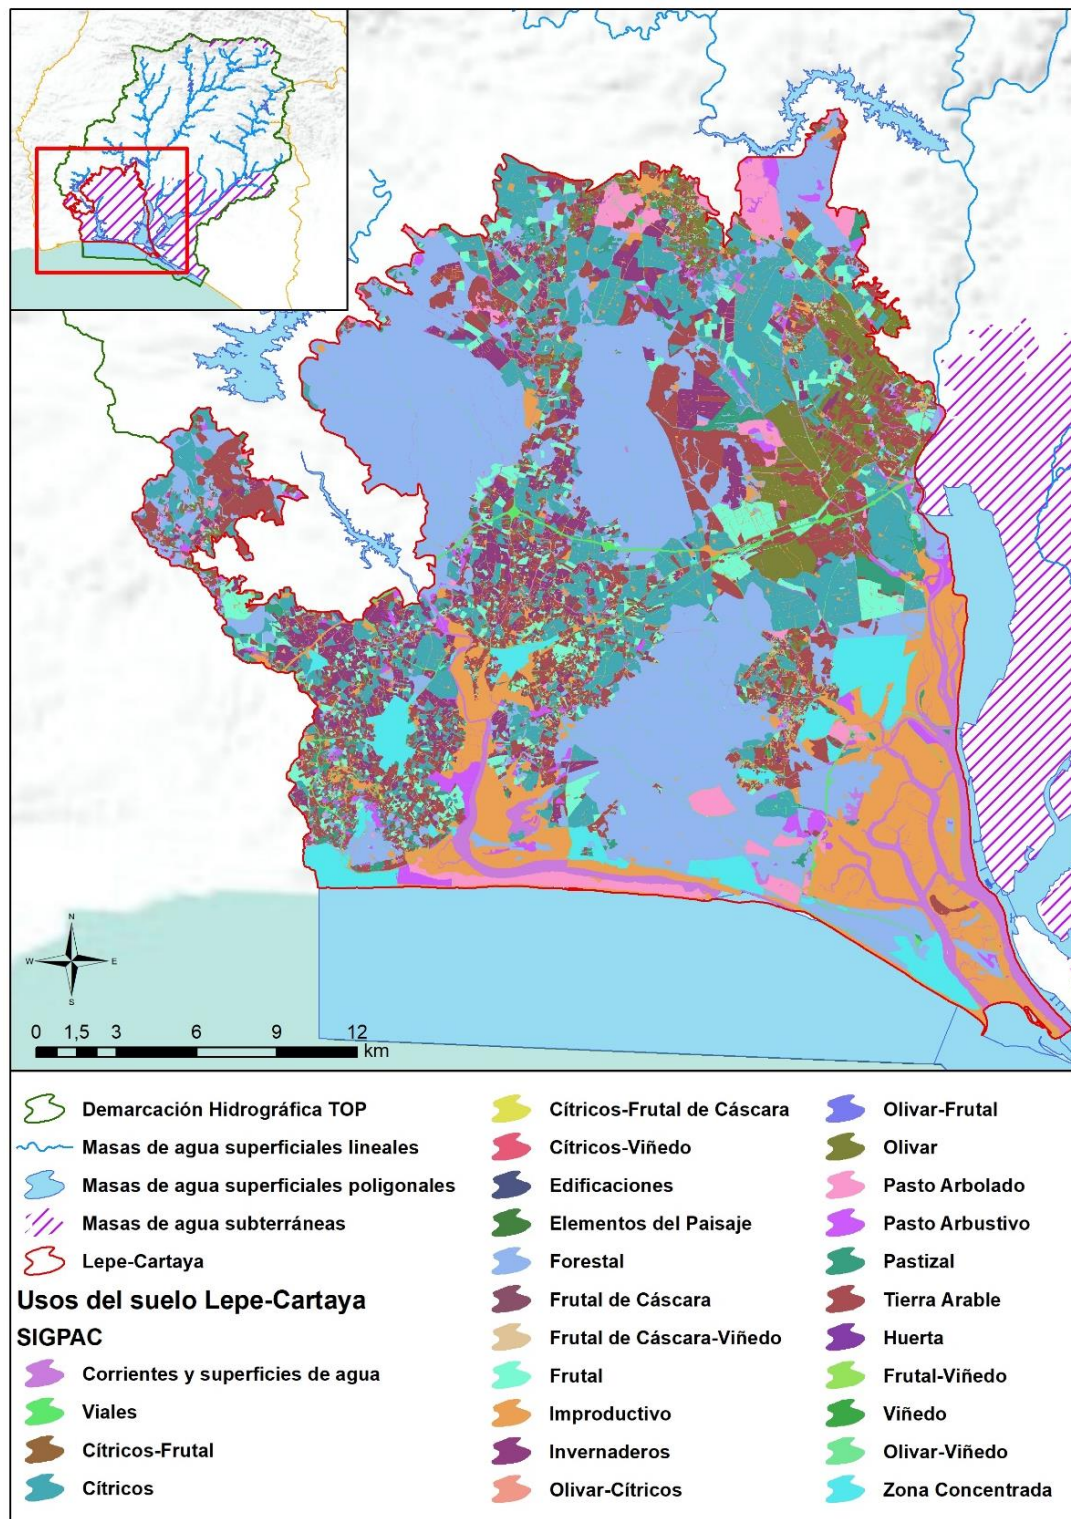 N
W E
S
0 1,5 3 6 9 12
km
Demarcación Hidrográfica TOP
Masas de agua superficiales lineales
Masas de agua superficiales poligonales
Masas de agua subterráneas
Lepe-Cartaya
Usos del suelo Lepe-Cartaya
SIGPAC
Corrientes y superficies de agua
Viales
Cítricos-Frutal
Cítricos
Cítricos-Frutal de Cáscara
Cítricos-Viñedo
Edificaciones
Elementos del Paisaje
Forestal
Frutal de Cáscara
Frutal de Cáscara-Viñedo
Frutal
Improductivo
Invernaderos
Olivar-Cítricos
Olivar-Frutal
Olivar
Pasto Arbolado
Pasto Arbustivo
Pastizal
Tierra Arable
Huerta
Frutal-Viñedo
Viñedo
Olivar-Viñedo
Zona Concentrada